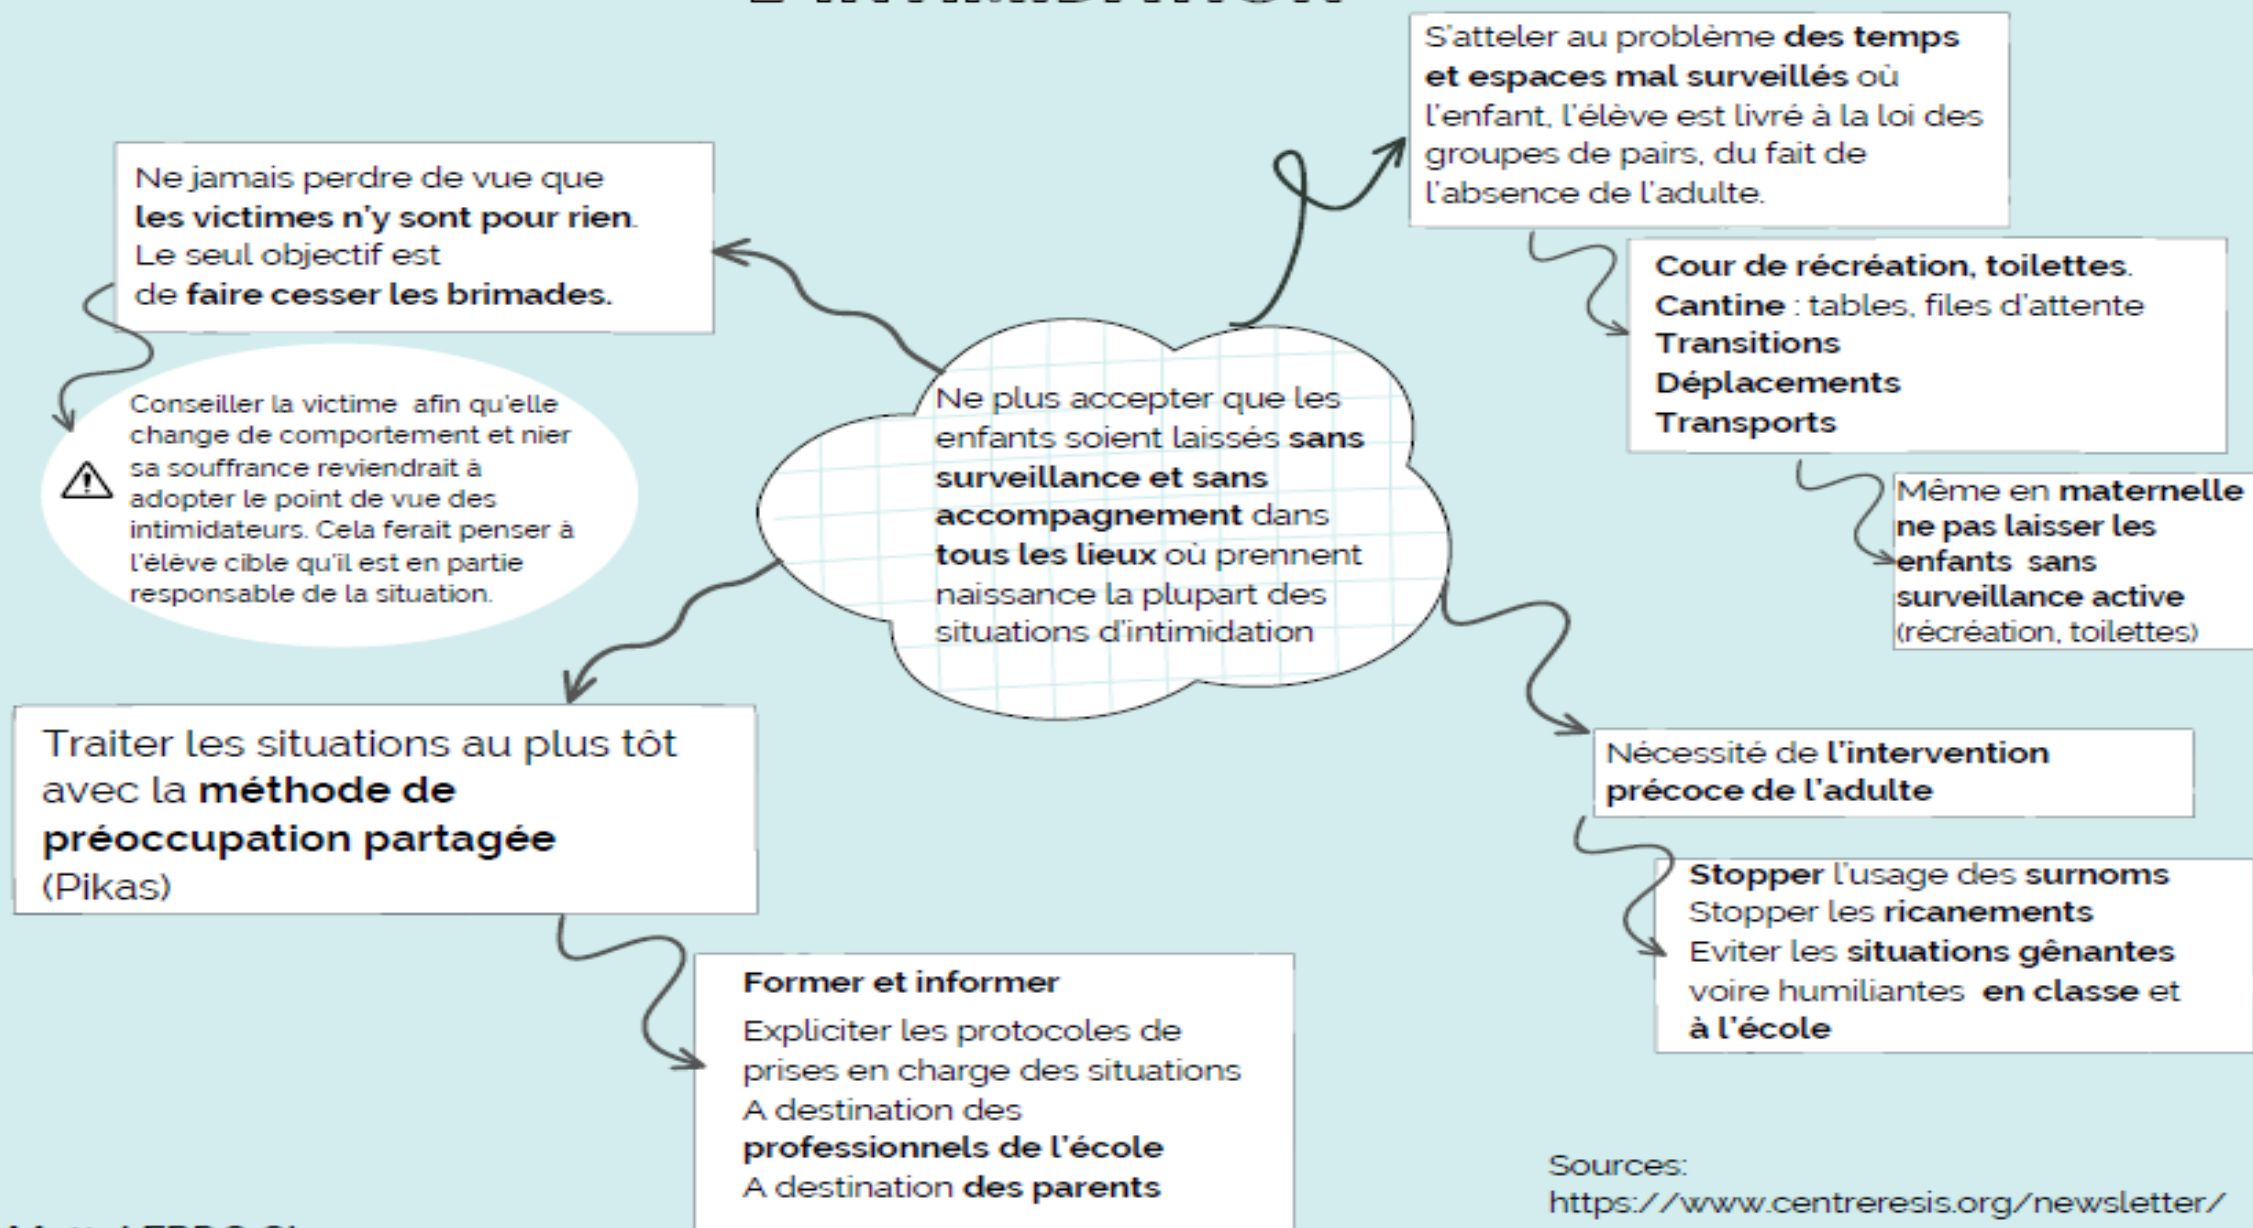 L'INTIMIDATION
S'atteler au problème des temps
et espaces mal surveillés où
l'enfant, l'élève est livré à la loi des
groupes de pairs, du fait de
l'absence de l'adulte.
Ne jamais perdre de vue que
les victimes n'y sont pour rien.
Le seul objectif est
de faire cesser les brimades.
Cour de récréation, toilettes.
Cantine : tables, files d'attente
Transitions
Déplacements
Transports
Conseiller la victime afin qu'elle
change de comportement et nier
sa souffrance reviendrait à
adopter le point de vue des
intimidateurs. Cela ferait penser à
l'élève cible qu'il est en partie
responsable de la situation.
Ne plus accepter que les
enfants soient laissés sans
surveillance et sans
accompagnement dans
tous les lieux où prennent
naissance la plupart des
situations d'intimidation
Même en maternelle
ne pas laisser les
enfants sans
surveillance active
(récréation, toilettes)
Traiter les situations au plus tôt
avec la méthode de
préoccupation partagée
(Pikas)
Nécessité de l'intervention
précoce de l'adulte
Stopper l'usage des surnoms
Stopper les ricanements
Eviter les situations gênantes
voire humiliantes en classe et
à l'école
Former et informer
Expliciter les protocoles de
prises en charge des situations
A destination des
professionnels de l'école
A destination des parents
Sources:
https://www.centreresis.org/newsletter/